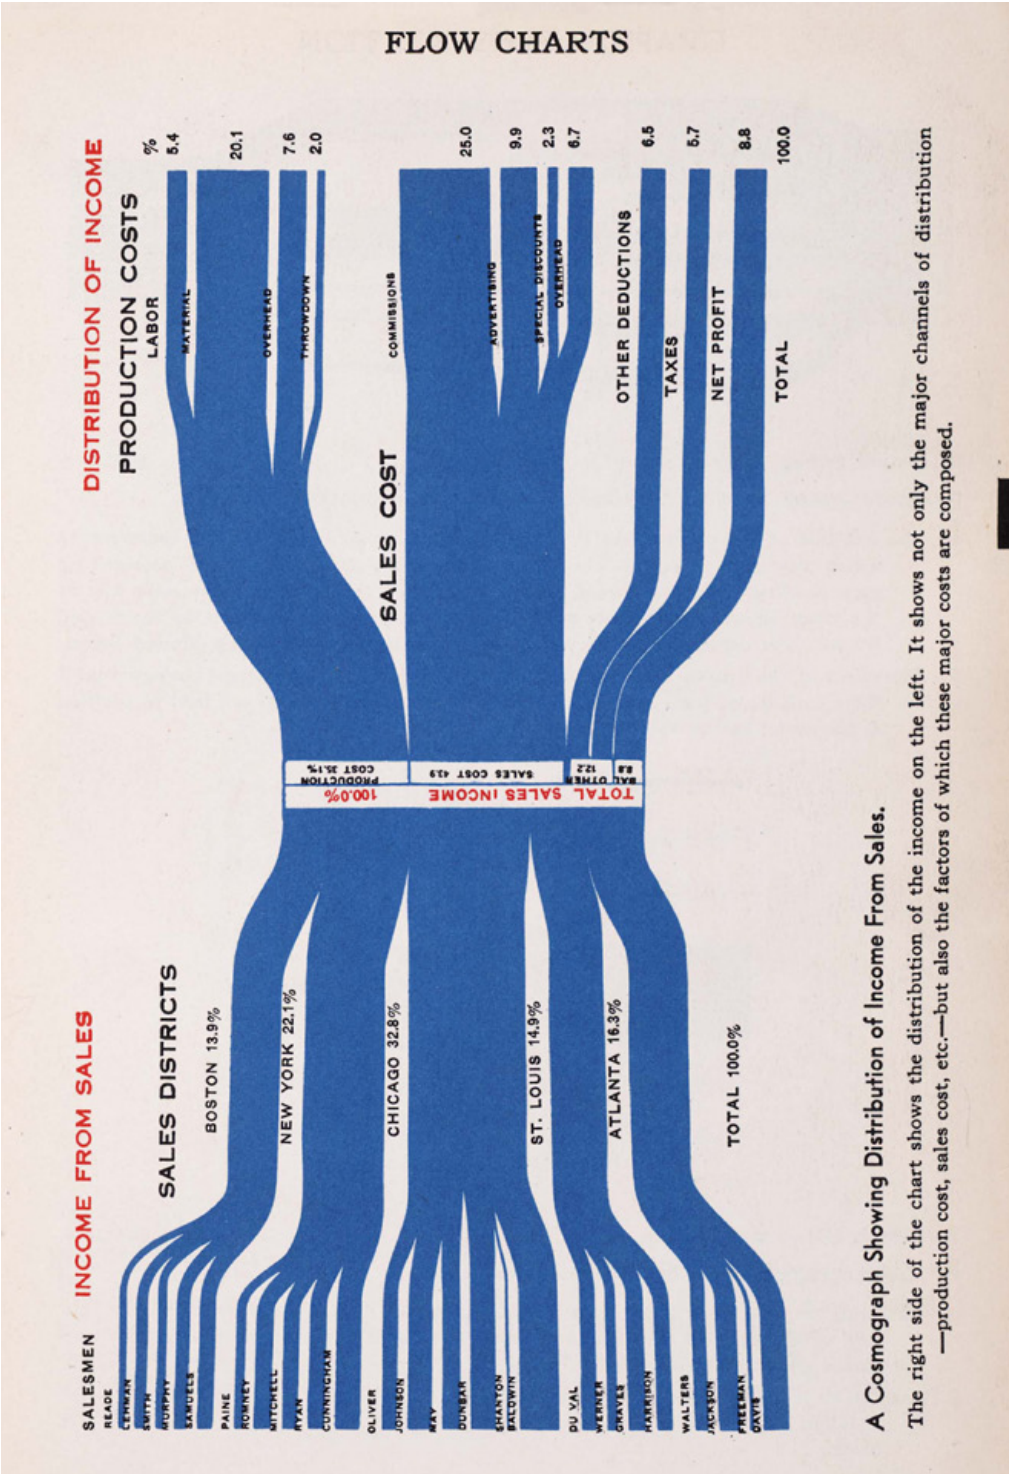 FLOW CHARTS
INCOME FROM SALES
DISTRIBUTION OF INCOME
SALESMEN
READE
LEHMAN
SMITH
MURPHY
SAMUELS
PAINE
ROMNEY
MITCHELL
RYAN
CUNNINGHAM
OLIVER
JOHNSON
RAY
DUNBAR
SHANTON
BALDWIN
DU VAL
WERNER
GRAVES
HARRISON
WALTERS
JACKSON
FREEMAN
DAVIS
SALES DISTRICTS
BOSTON 13.9%
NEW YORK 22.1%
CHICAGO 32.8%
ST. LOUIS 14.9%
ATLANTA 16.3%
TOTAL 100.0%
TOTAL SALES INCOME 100.0%
PRODUCTION
COST 35.1%
SALES COST 43.9
OTHER
12.2
BAL
8.8
PRODUCTION COSTS
%
LABOR 5.4
MATERIAL 20.1
OVERHEAD 7.6
THROWDOWN 2.0
SALES COST
COMMISSIONS 25.0
ADVERTISING 9.9
SPECIAL DISCOUNTS 2.3
OVERHEAD 6.7
OTHER DEDUCTIONS 6.5
TAXES 5.7
NET PROFIT 8.8
TOTAL 100.0
A Cosmograph Showing Distribution of Income From Sales.
The right side of the chart shows the distribution of the income on the left. It shows not only the major channels of distribution
—production cost, sales cost, etc.—but also the factors of which these major costs are composed.